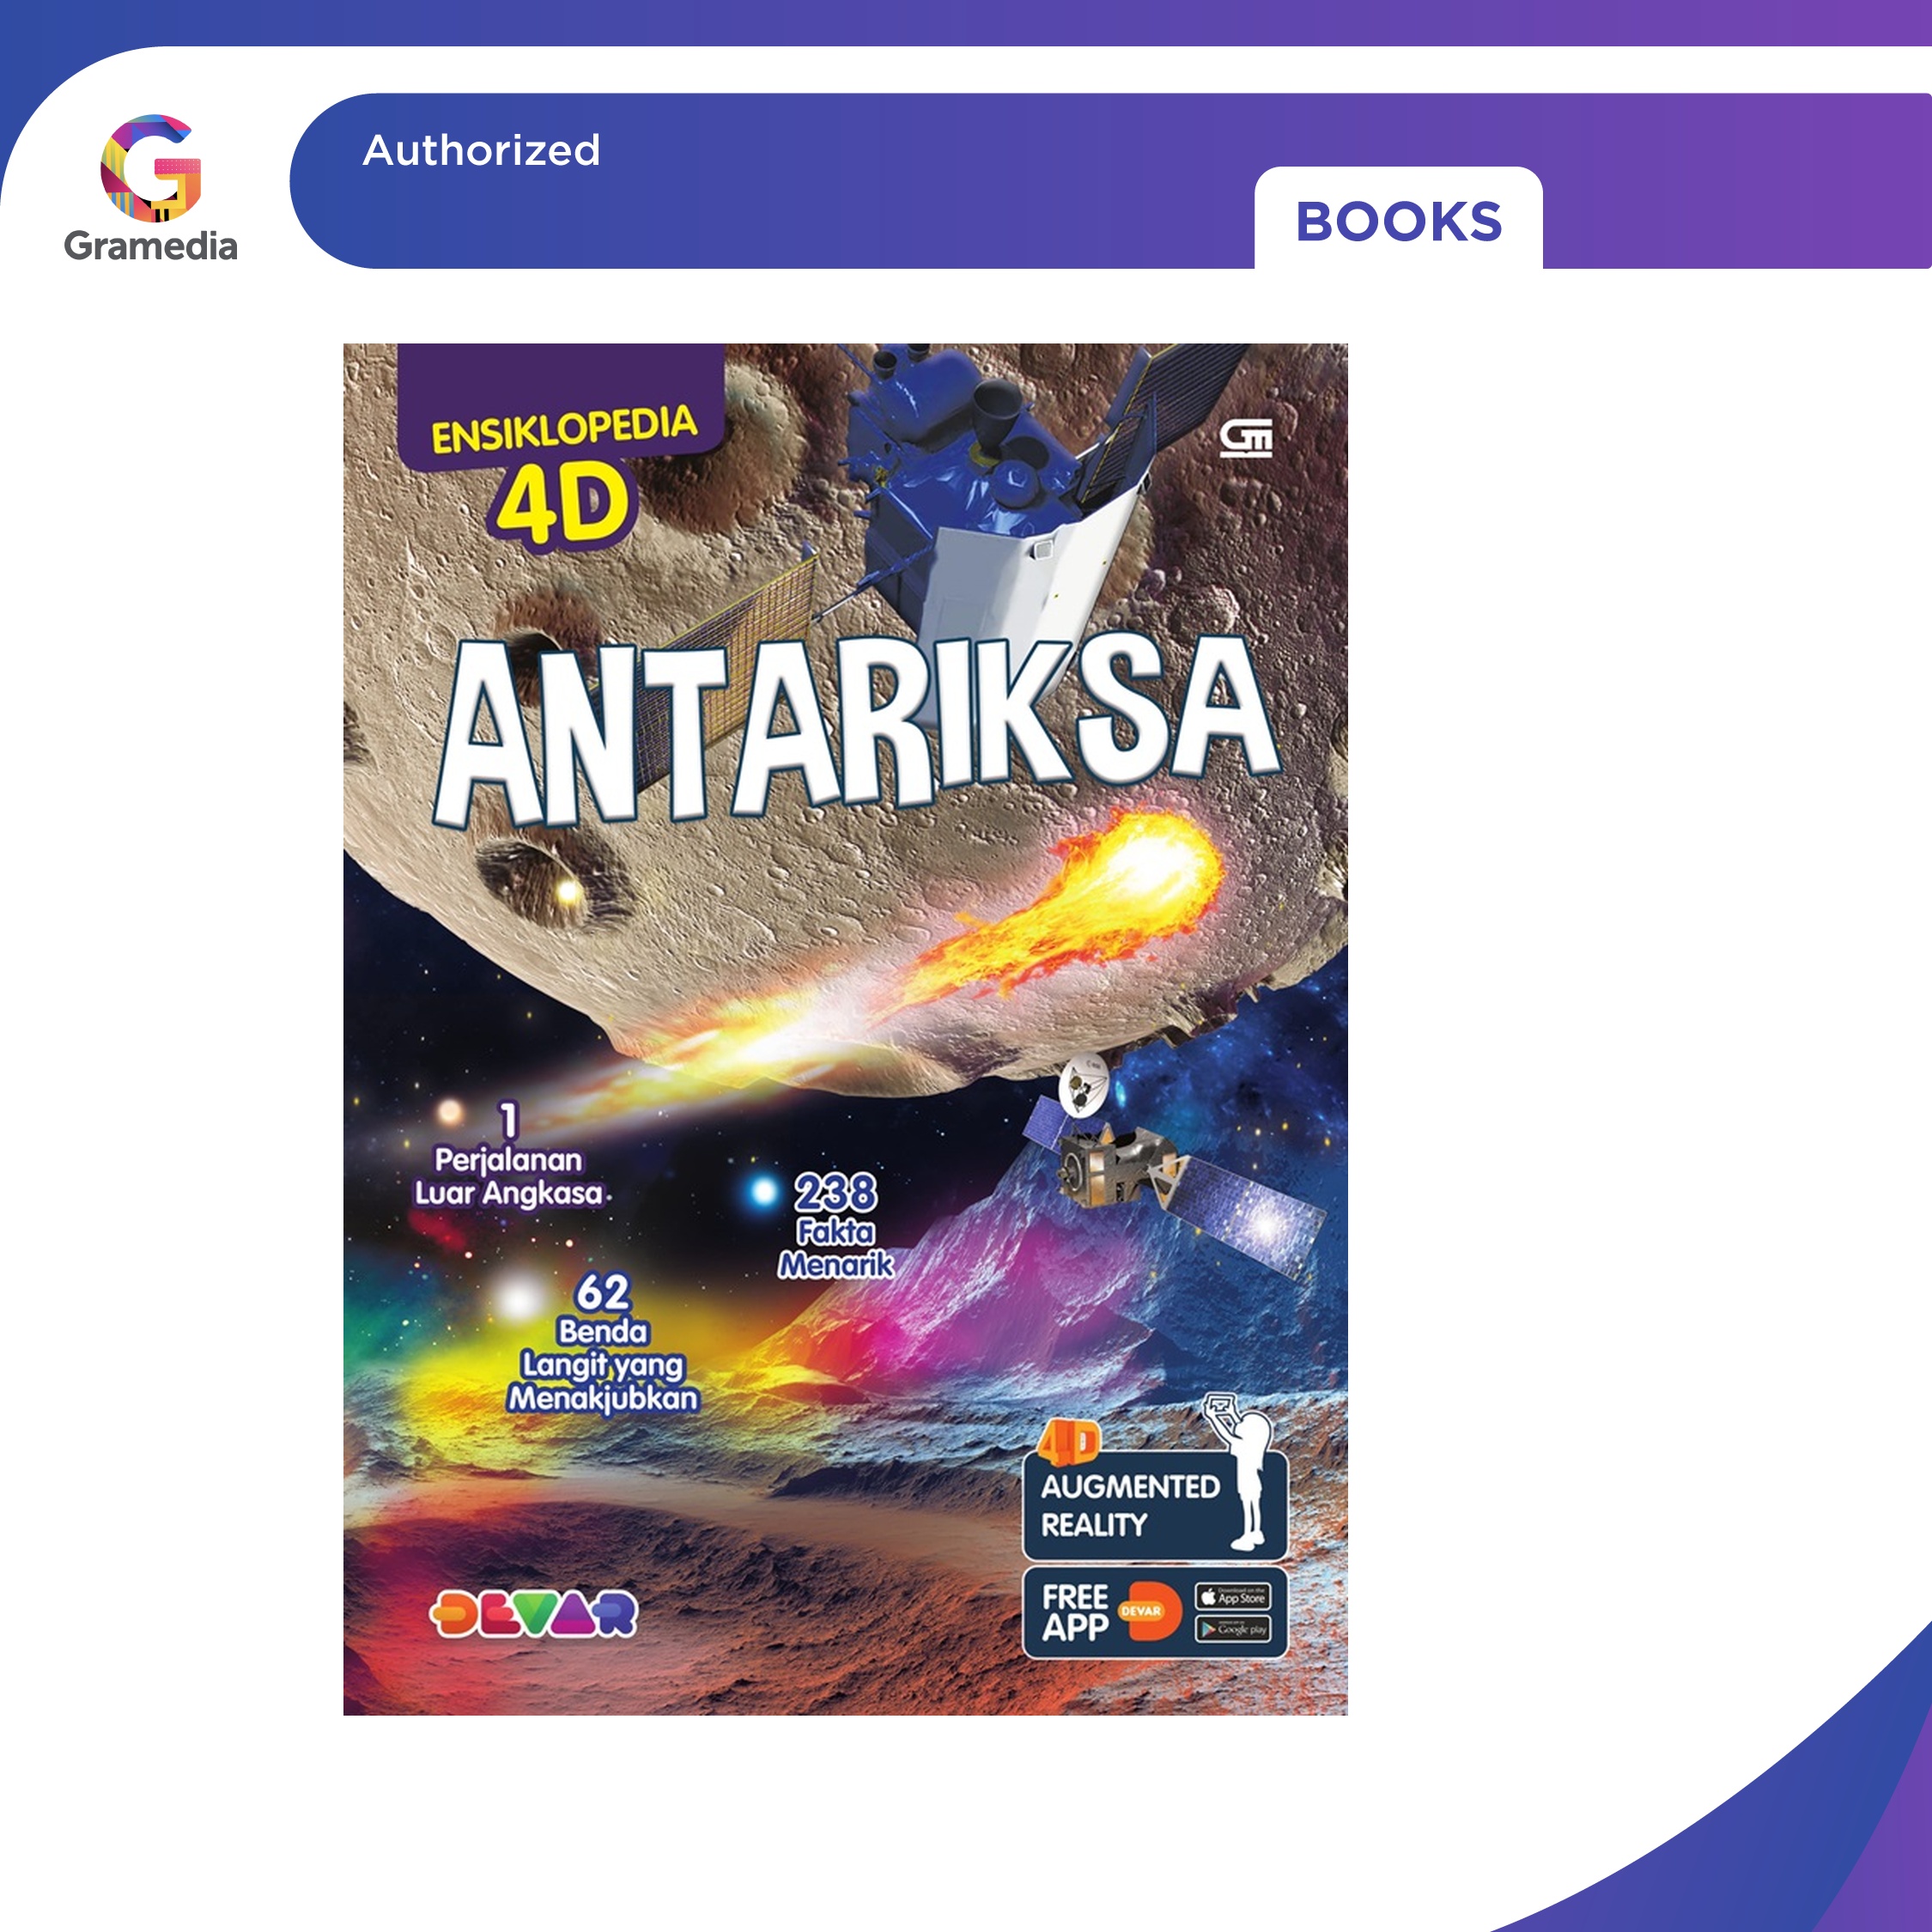 Authorized
Gramedia
BOOKS
ENSIKLOPEDIA
4D
GM
ANTARIKSA
1
Perjalanan
Luar Angkasa
238
Fakta
Menarik
62
Benda
Langit yang
Menakjubkan
4D
AUGMENTED
REALITY
DEVAR
FREE
APP
DEVAR
Download on the
App Store
Google play